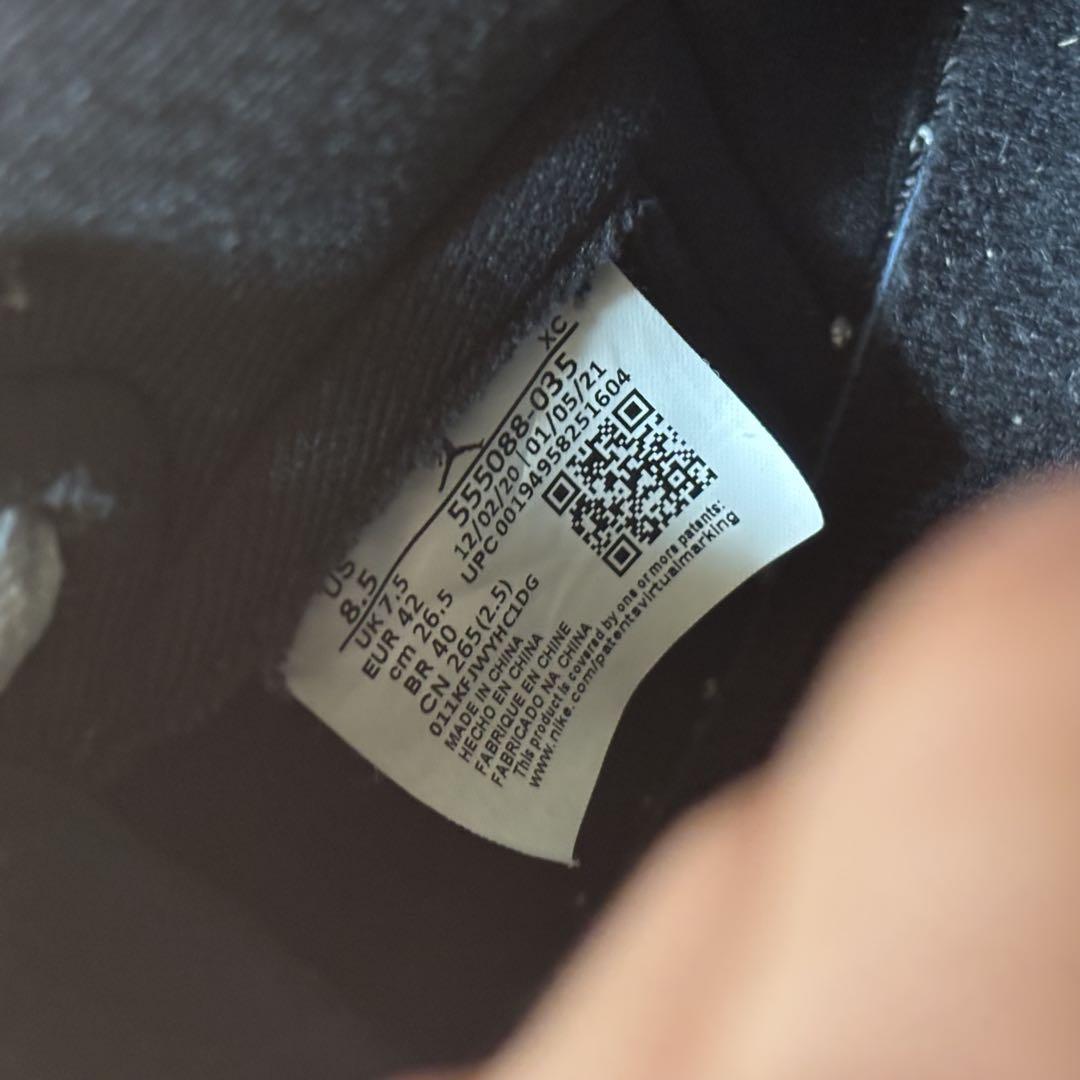 XC
555088-035
12/02/20 / 01/05/21
UPC 00194958251604
US
8.5
UK 7.5
EUR 42
cm 26.5
BR 40
CN 265(2.5)
011KFJWYHC1DG
MADE IN CHINA
HECHO EN CHINA
FABRIQUE EN CHINE
FABRICADO NA CHINA
This product is covered by one or more patents:
www.nike.com/patentsvirtualmarking